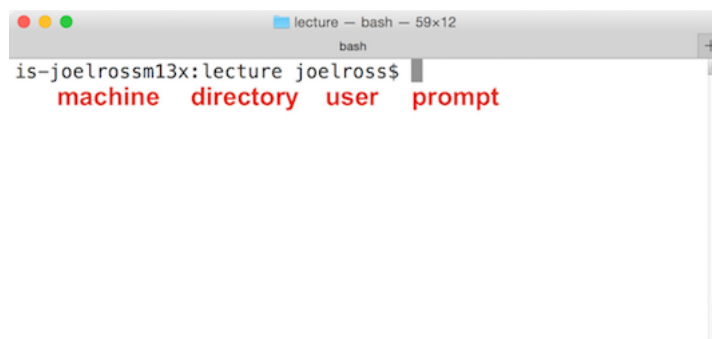 lecture — bash — 59×12
bash
+
is-joelrossm13x:lecture joelross$
machine directory user prompt